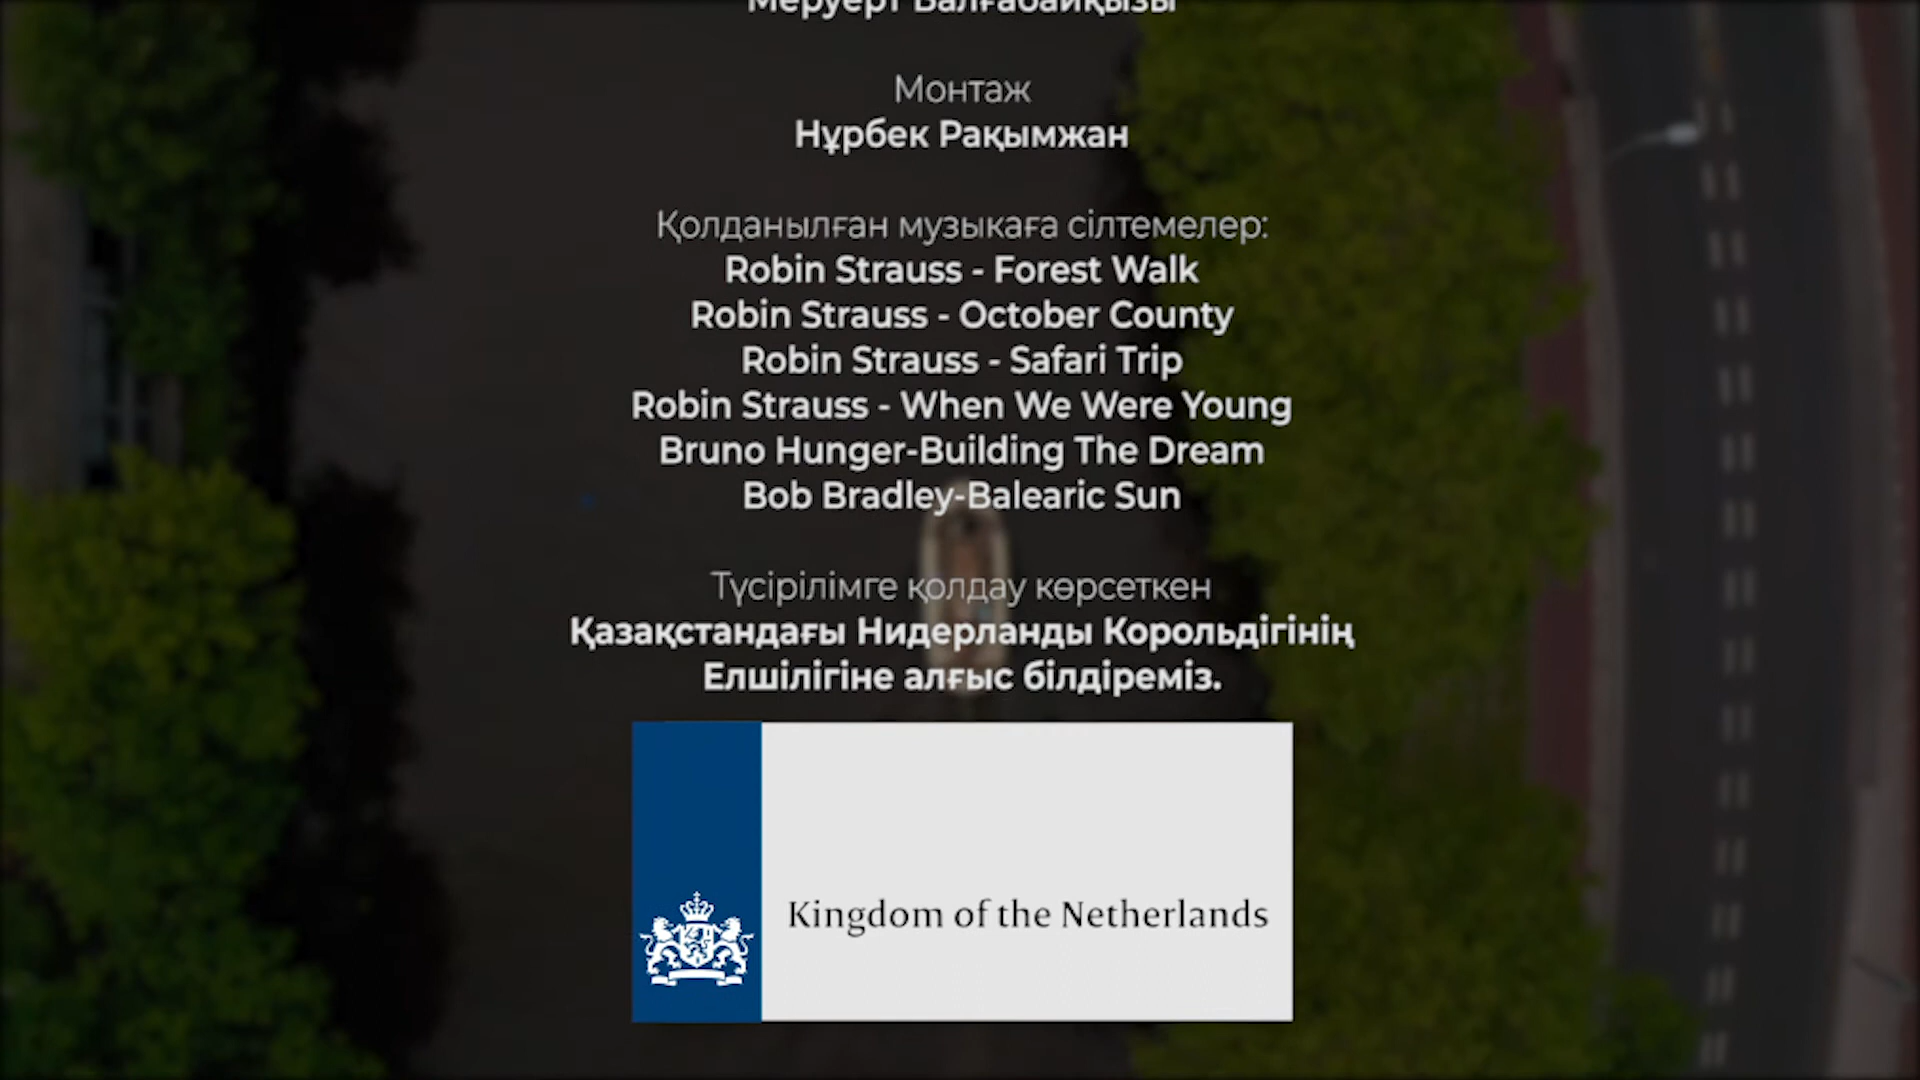 Меруерт Балғабайқызы
Монтаж
Нұрбек Рақымжан
Қолданылған музыкаға сілтемелер:
Robin Strauss - Forest Walk
Robin Strauss - October County
Robin Strauss - Safari Trip
Robin Strauss - When We Were Young
Bruno Hunger-Building The Dream
Bob Bradley-Balearic Sun
Түсірілімге қолдау көрсеткен
Қазақстандағы Нидерланды Корольдігінің
Елшілігіне алғыс білдіреміз.
Kingdom of the Netherlands